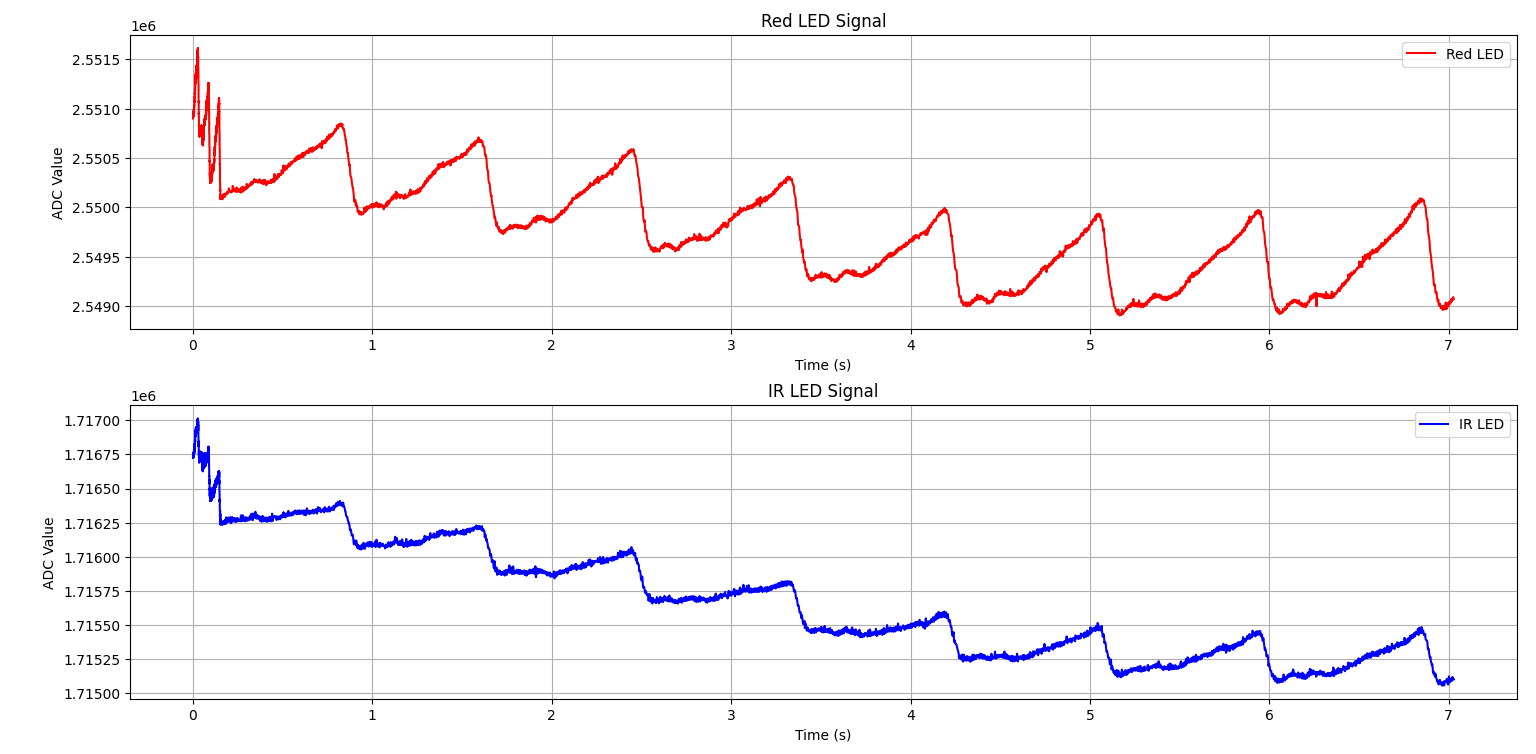 Red LED Signal
1e6
Red LED
2.5515
2.5510
2.5505
2.5500
2.5495
2.5490
ADC Value
0 1 2 3 4 5 6 7
Time (s)
IR LED Signal
1e6
IR LED
1.71700
1.71675
1.71650
1.71625
1.71600
1.71575
1.71550
1.71525
1.71500
ADC Value
0 1 2 3 4 5 6 7
Time (s)